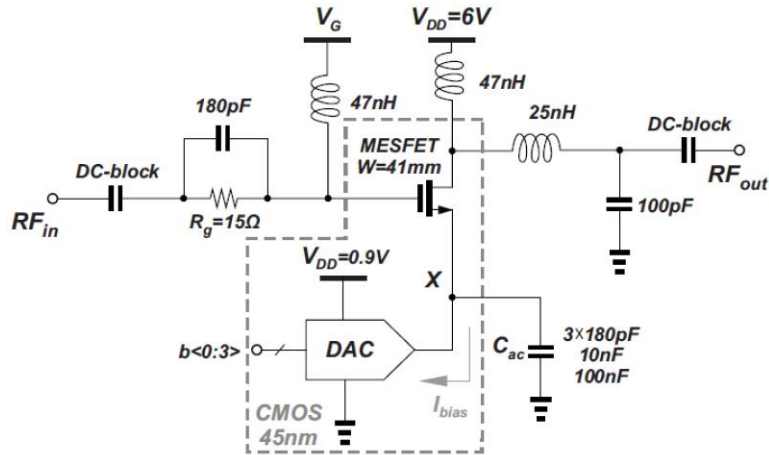 V_G
V_DD=6V
47nH
47nH
180pF
25nH
MESFET
W=41mm
DC-block
DC-block
RF_in
R_g=15Ω
RF_out
100pF
V_DD=0.9V
X
b<0:3>
DAC
C_ac
3×180pF
10nF
100nF
I_bias
CMOS
45nm